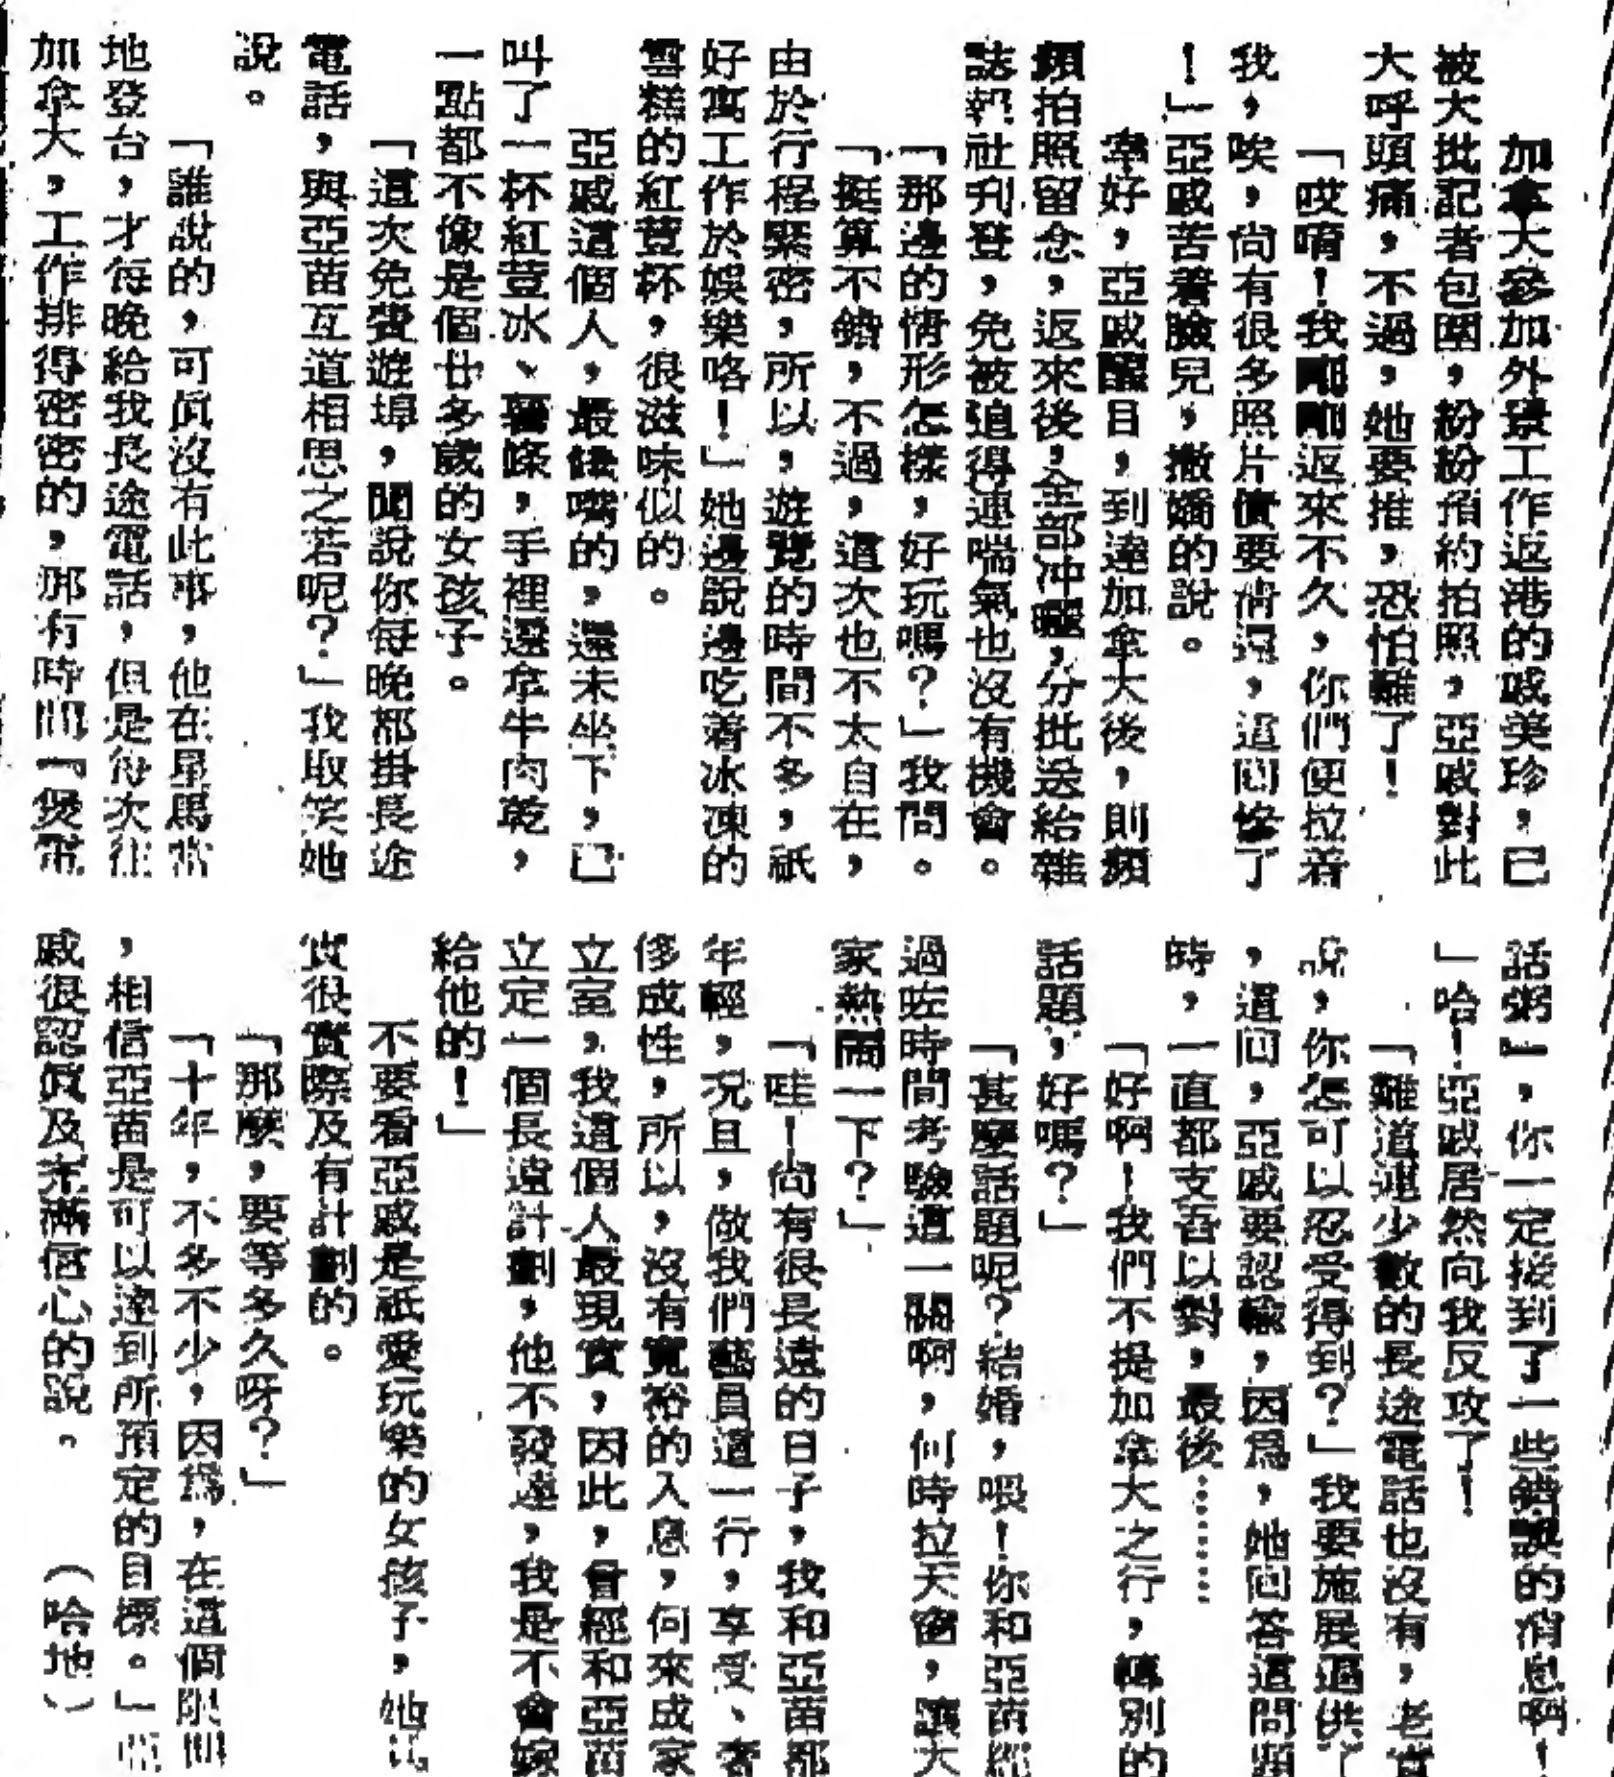 加拿大參加外景工作返港的戚美珍，已
被大批記者包圍，紛紛預約拍照，亞戚對此
大呼頭痛，不過，她要推，恐怕難了！
「哎唷！我剛剛返來不久，你們便拉着
我，唉，尚有很多照片債要清還，這回慘了
！」亞戚苦着臉兒，撒嬌的說。
幸好，亞戚醒目，到達加拿大後，則頻
頻拍照留念，返來後，全部冲曬，分批送給雜
誌報社刋登，免被追得連喘氣也沒有機會。
「那邊的情形怎樣，好玩嗎？」我問。
「挺算不錯，不過，這次也不太自在，
由於行程緊密，所以，遊覽的時間不多，祇
好寓工作於娛樂咯！」她邊說邊吃着冰凍的
雪糕的紅荳杯，很滋味似的。
亞戚這個人，最饞嘴的，還未坐下，已
叫了一杯紅荳冰、薯條，手裡還拿牛肉乾，
一點都不像是個廿多歲的女孩子。
「這次免費遊埠，聞說你每晚都掛長途
電話，與亞苗互道相思之若呢？」我取笑她
說。
「誰說的，可眞沒有此事，他在星馬當
地登台，才每晚給我長途電話，但是每次往
加拿大，工作排得密密的，那有時間「煲電
話粥」，你一定接到了一些錯誤的消息啊！
」哈！亞戚居然向我反攻了！
「難道連少數的長途電話也沒有，老實
說，你怎可以忍受得到？」我要施展逼供了
，這回，亞戚要認輸，因爲，她回答這問題
時，一直都支吾以對，最後………
「好啊！我們不提加拿大之行，轉別的
話題，好嗎？」
「甚麼話題呢？結婚，喂！你和亞苗經
過咗時間考驗這一關啊，何時拉天窗，讓大
家熱鬧一下？」
「哇！尚有很長遠的日子，我和亞苗都
年輕，况且，做我們藝員這一行，享受、奢
侈成性，所以，沒有寬裕的入息，何來成家
立室，我這個人最現實，因此，曾經和亞苗
立定一個長遠計劃，他不發達，我是不會嫁
給他的！」
不要看亞戚是祇愛玩樂的女孩子，她其
實很實際及有計劃的。
「那麼，要等多久呀？」
「十年，不多不少，因爲，在這個限期
，相信亞苗是可以達到所預定的目標。」亞
戚很認眞及充滿信心的說。（哈地）